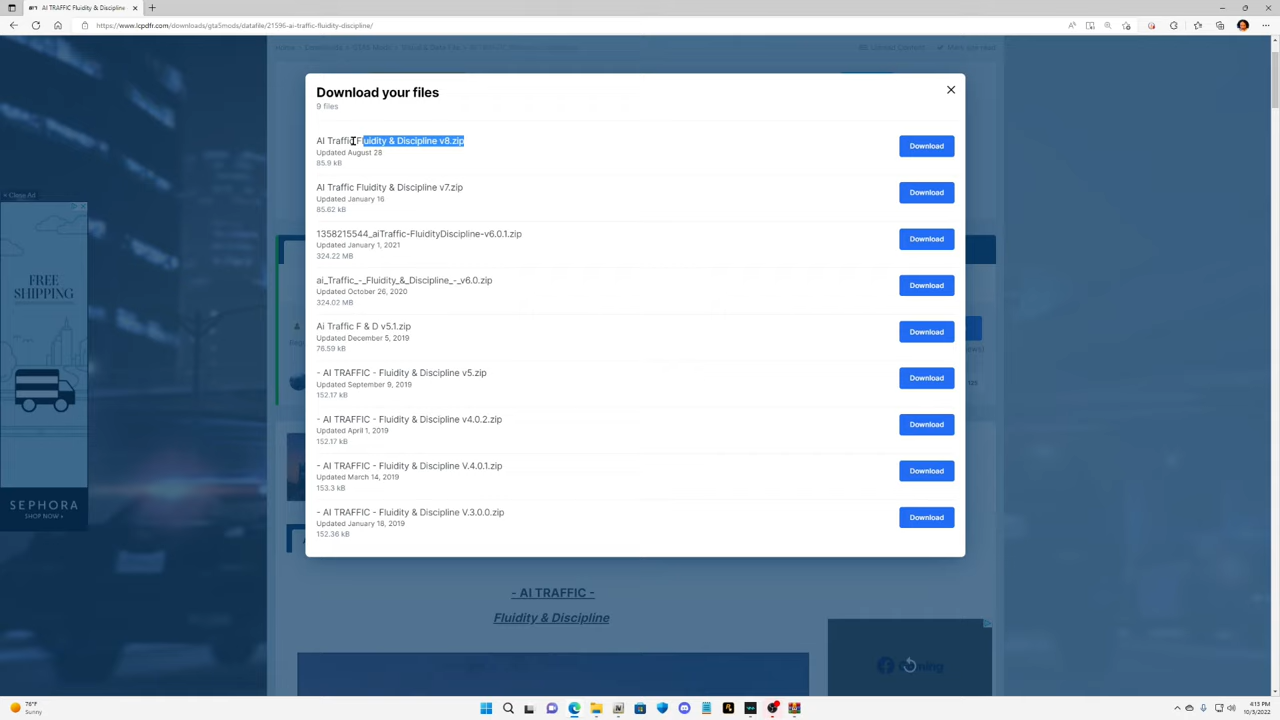 AI TRAFFIC Fluidity & Discipline
https://www.lcpdfr.com/downloads/gta5mods/datafile/21596-ai-traffic-fluidity-discipline/
Download your files
9 files
AI Traffic Fluidity & Discipline v8.zip
Updated August 28
85.9 kB
Download
AI Traffic Fluidity & Discipline v7.zip
Updated January 16
85.62 kB
Download
1358215544_aiTraffic-FluidityDiscipline-v6.0.1.zip
Updated January 1, 2021
324.22 MB
Download
ai_Traffic_-_Fluidity_&_Discipline_-_v6.0.zip
Updated October 26, 2020
324.02 MB
Download
Ai Traffic F & D v5.1.zip
Updated December 5, 2019
76.59 kB
Download
- AI TRAFFIC - Fluidity & Discipline v5.zip
Updated September 9, 2019
152.17 kB
Download
- AI TRAFFIC - Fluidity & Discipline v4.0.2.zip
Updated April 1, 2019
152.17 kB
Download
- AI TRAFFIC - Fluidity & Discipline V.4.0.1.zip
Updated March 14, 2019
153.3 kB
Download
- AI TRAFFIC - Fluidity & Discipline V.3.0.0.zip
Updated January 18, 2019
152.36 kB
Download
Close Ad
FREE
SHIPPING
SEPHORA
SHOP NOW
- AI TRAFFIC -
Fluidity & Discipline
76°F
Sunny
4:13 PM
10/3/2022